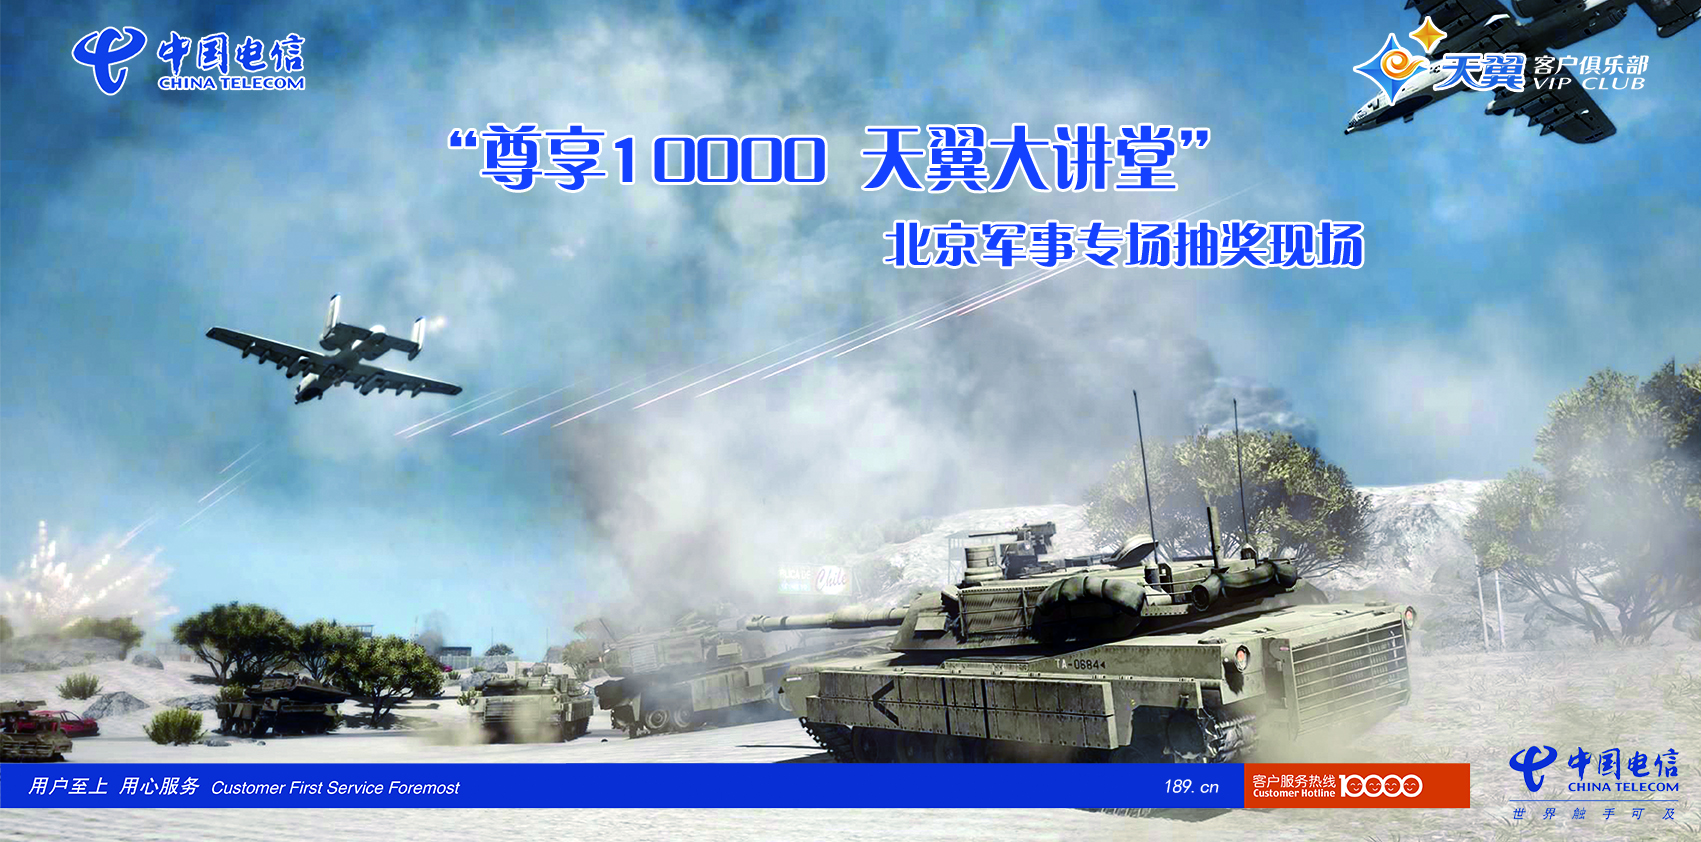 中国电信
CHINA TELECOM
天翼 客户俱乐部
VIP CLUB
“尊享10000 天翼大讲堂”
北京军事专场抽奖现场
Chile
TA-0684
用户至上 用心服务 Customer First Service Foremost
189.cn
客户服务热线 10000
Customer Hotline
中国电信
CHINA TELECOM
世界触手可及